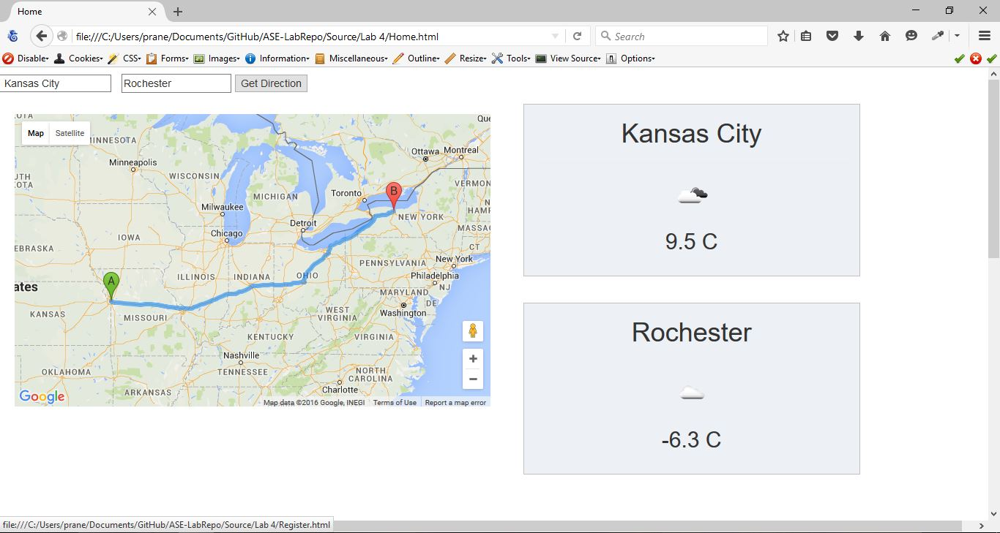 Home
file:///C:/Users/prane/Documents/GitHub/ASE-LabRepo/Source/Lab 4/Home.html
Search
Disable Cookies CSS Forms Images Information Miscellaneous Outline Resize Tools View Source Options
Kansas City Rochester Get Direction
Map Satellite
OTA
MINNESOTA
Minneapolis
UTH
OTA
WISCONSIN
Milwaukee
MICHIGAN
Que
Ottawa Montreal
VERMON
Toronto
NEW YORK
HAMP
MASSAC
Detroit
Chicago
IOWA
EBRASKA
CT
New York
PENNSYLVANIA
ILLINOIS INDIANA OHIO
Philadelphia
A
B
ates
MARYLAND NJ
DE
Washington
KANSAS
MISSOURI
WEST
VIRGINIA
KENTUCKY
VIRGINIA
Nashville
TENNESSEE
OKLAHOMA
NORTH
CAROLINA
ARKANSAS
Charlotte
Google
Map data ©2016 Google, INEGI Terms of Use Report a map error
Kansas City
9.5 C
Rochester
-6.3 C
file:///C:/Users/prane/Documents/GitHub/ASE-LabRepo/Source/Lab 4/Register.html